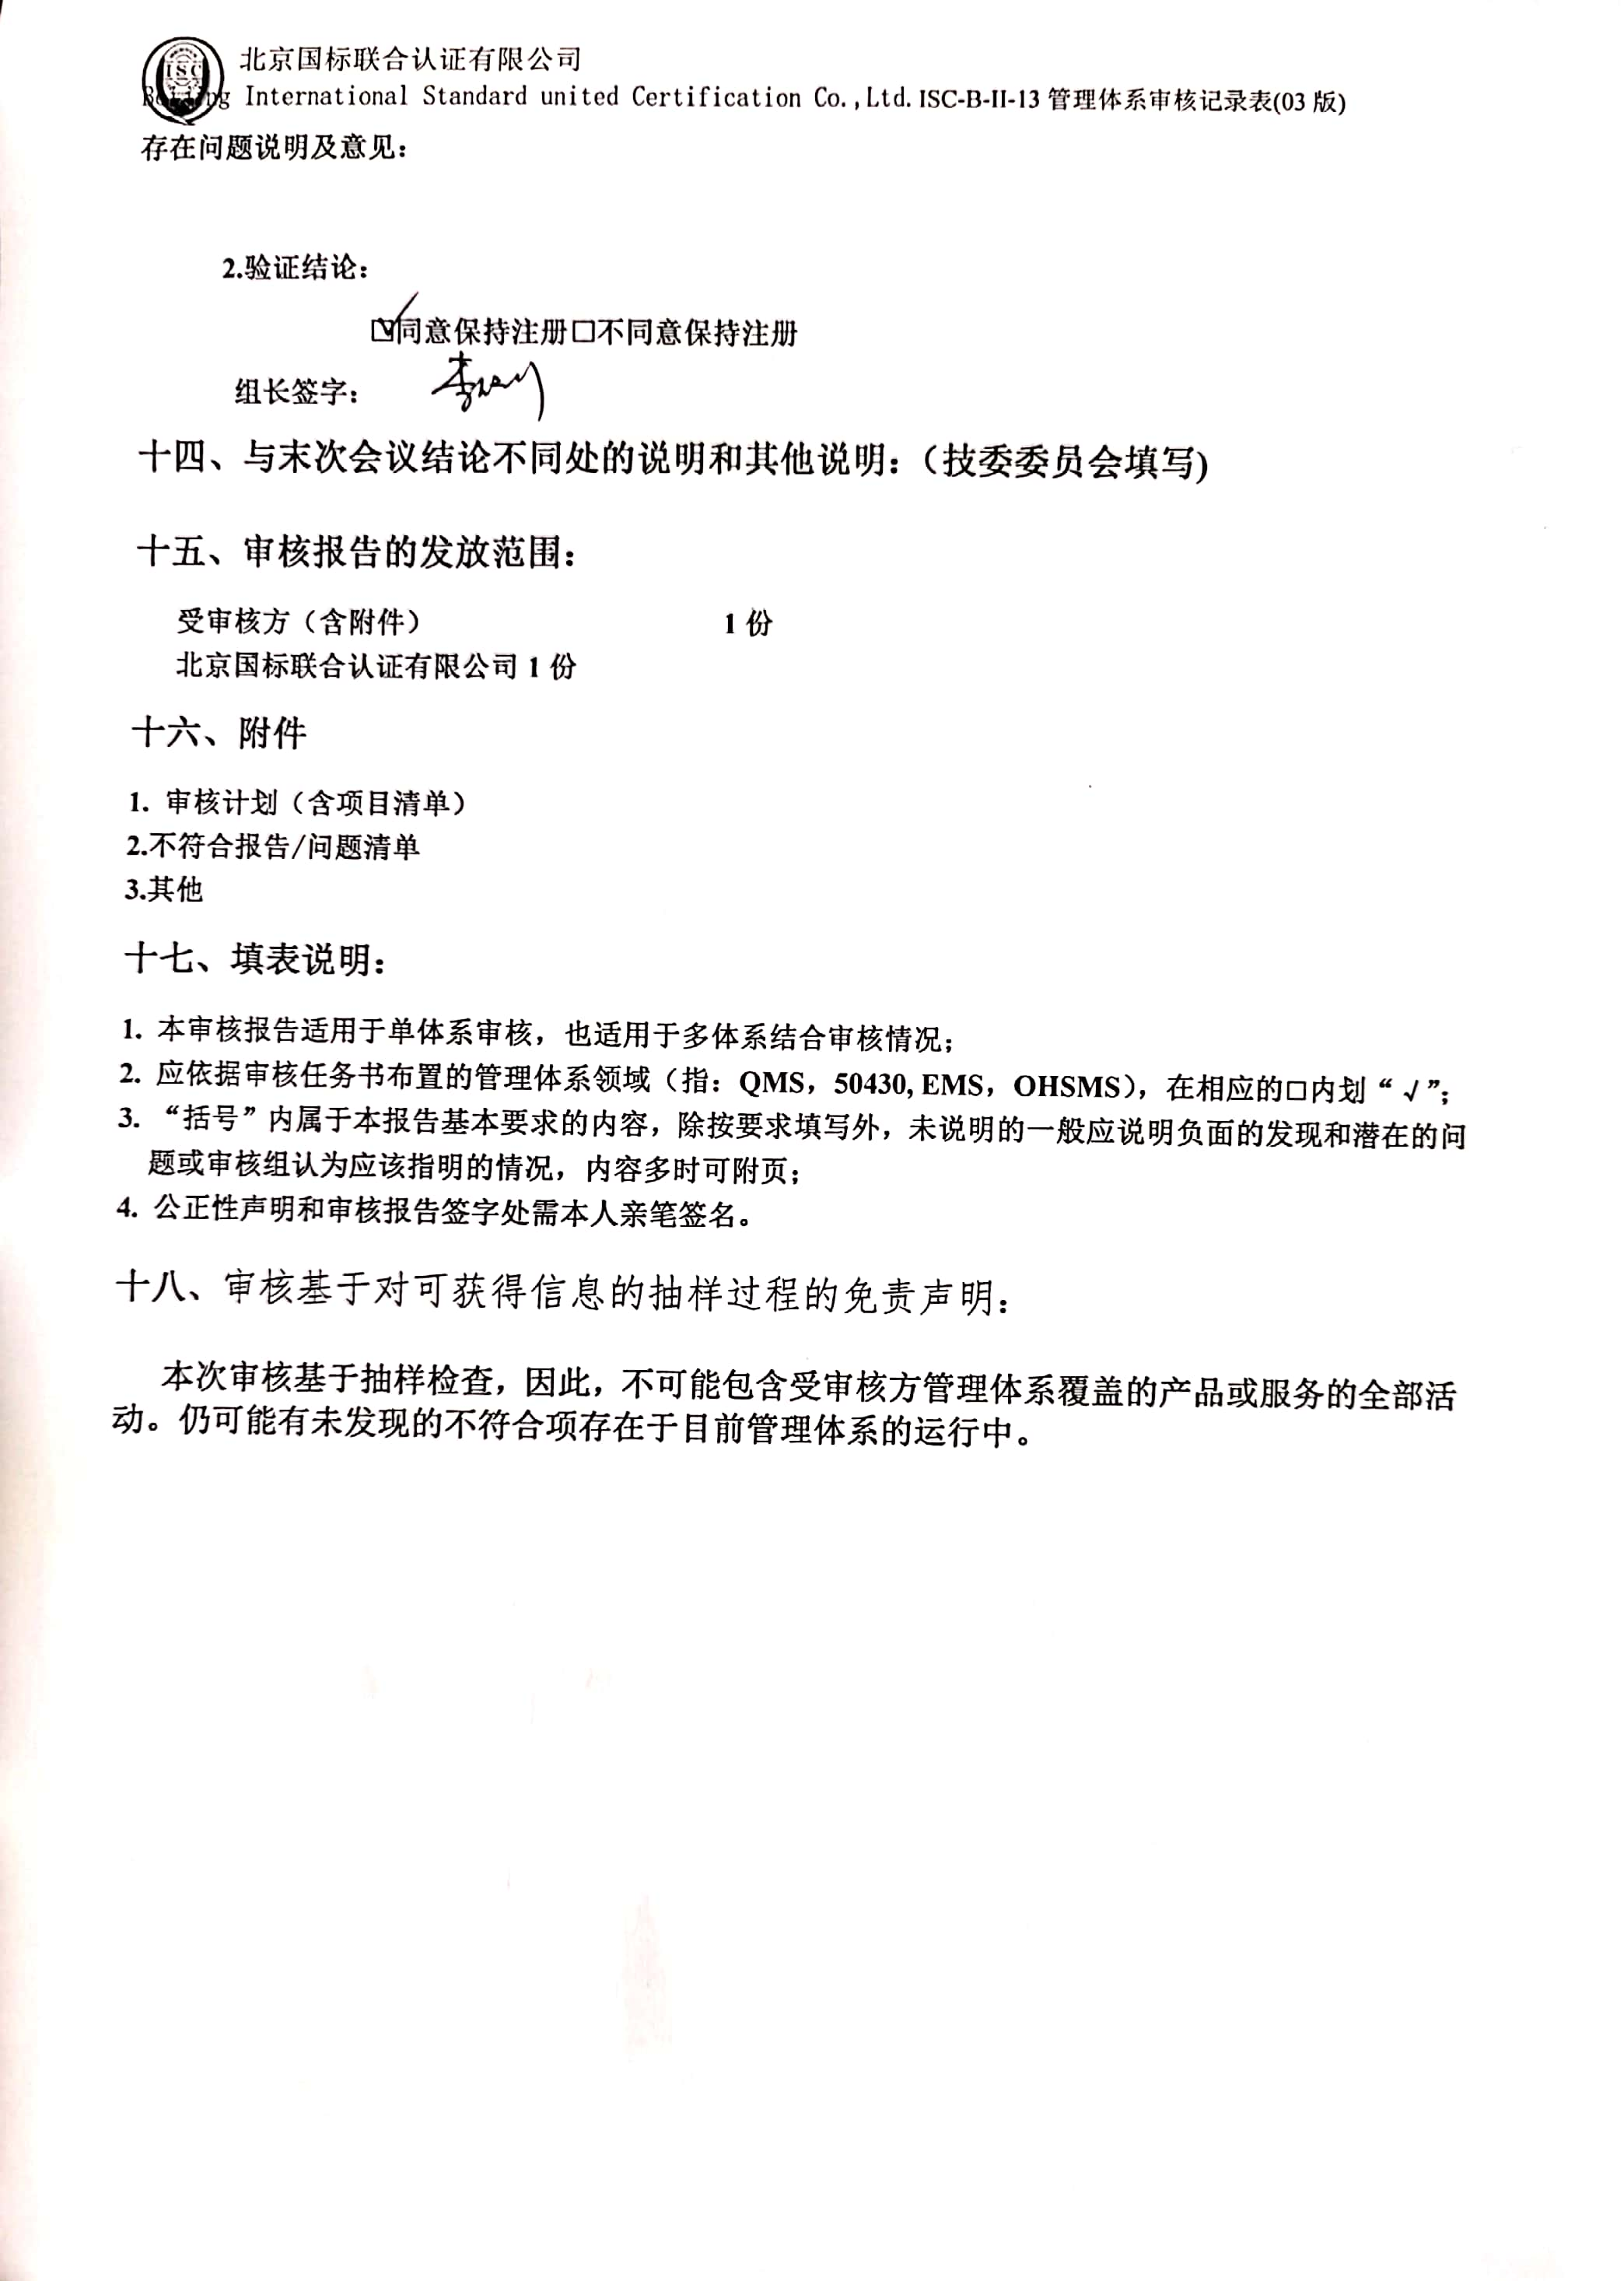 ISC
北京国标联合认证有限公司
International Standard united Certification Co.,Ltd. ISC-B-II-13 管理体系审核记录表(03 版)
存在问题说明及意见：
2.验证结论：
☑同意保持注册□不同意保持注册
组长签字：
十四、与末次会议结论不同处的说明和其他说明：（技委委员会填写)
十五、审核报告的发放范围：
受审核方（含附件） 1 份
北京国标联合认证有限公司 1 份
十六、附件
1. 审核计划（含项目清单）
2.不符合报告/问题清单
3.其他
十七、填表说明：
1. 本审核报告适用于单体系审核，也适用于多体系结合审核情况；
2. 应依据审核任务书布置的管理体系领域（指：QMS，50430, EMS，OHSMS），在相应的□内划“√”；
3. “括号”内属于本报告基本要求的内容，除按要求填写外，未说明的一般应说明负面的发现和潜在的问
题或审核组认为应该指明的情况，内容多时可附页；
4. 公正性声明和审核报告签字处需本人亲笔签名。
十八、审核基于对可获得信息的抽样过程的免责声明：
本次审核基于抽样检查，因此，不可能包含受审核方管理体系覆盖的产品或服务的全部活
动。仍可能有未发现的不符合项存在于目前管理体系的运行中。